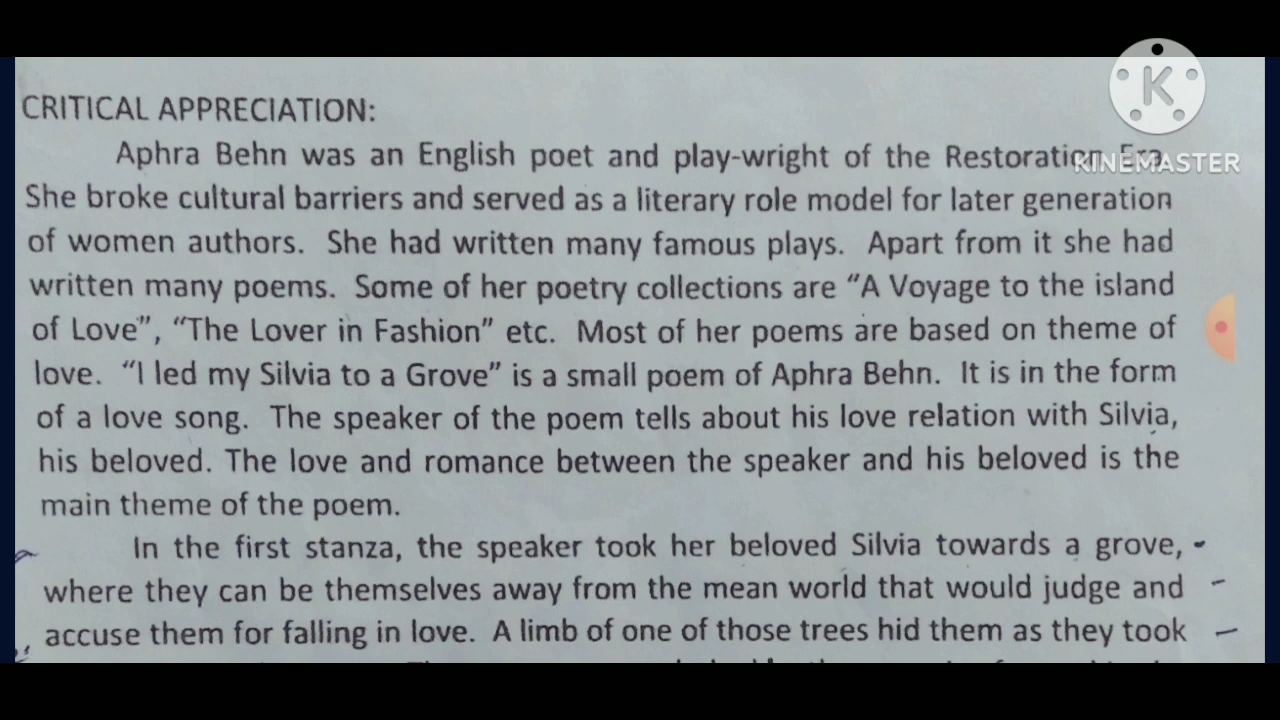 CRITICAL APPRECIATION:
Aphra Behn was an English poet and play-wright of the Restoration Era.
She broke cultural barriers and served as a literary role model for later generation
of women authors. She had written many famous plays. Apart from it she had
written many poems. Some of her poetry collections are “A Voyage to the island
of Love”, “The Lover in Fashion” etc. Most of her poems are based on theme of
love. “I led my Silvia to a Grove” is a small poem of Aphra Behn. It is in the form
of a love song. The speaker of the poem tells about his love relation with Silvia,
his beloved. The love and romance between the speaker and his beloved is the
main theme of the poem.
In the first stanza, the speaker took her beloved Silvia towards a grove,
where they can be themselves away from the mean world that would judge and
accuse them for falling in love. A limb of one of those trees hid them as they took
K
KINEMASTER